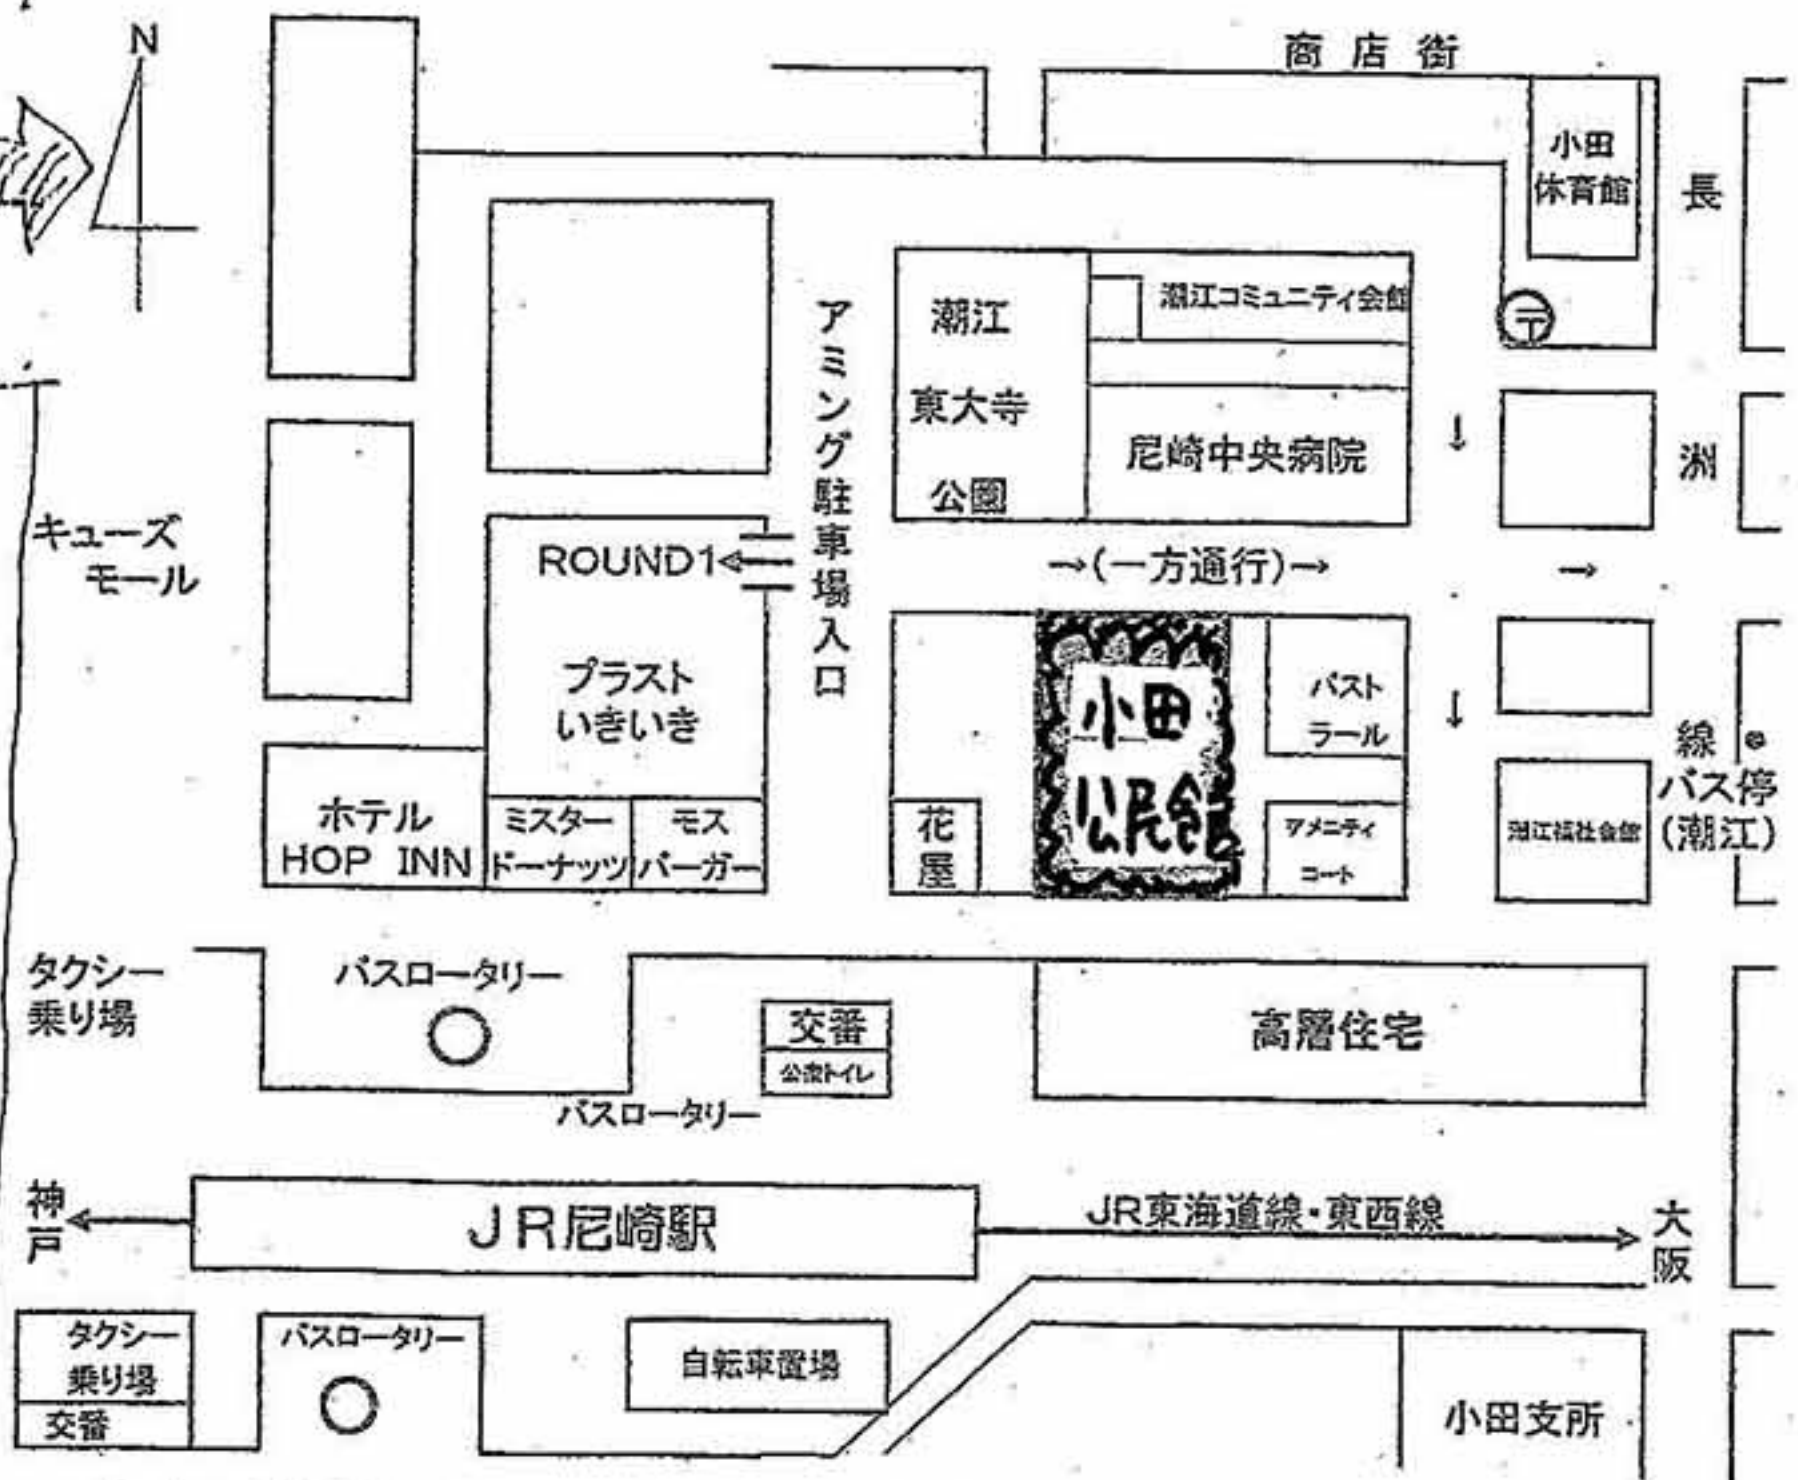 N
商店街
小田
体育館
長
洲
線
アミング駐車場入口
潮江
東大寺
公園
潮江コミュニティ会館
〒
尼崎中央病院
キューズ
モール
ROUND1
→(一方通行)→
→
プラスト
いきいき
小田
公民館
パスト
ラール
バス停
(潮江)
ホテル
HOP INN
ミスター
ドーナッツ
モス
バーガー
花屋
アメニティ
コート
潮江福祉会館
タクシー
乗り場
バスロータリー
交番
公衆トイレ
高層住宅
バスロータリー
神戸
JR尼崎駅
JR東海道線・東西線
大阪
タクシー
乗り場
交番
バスロータリー
自転車置場
小田支所